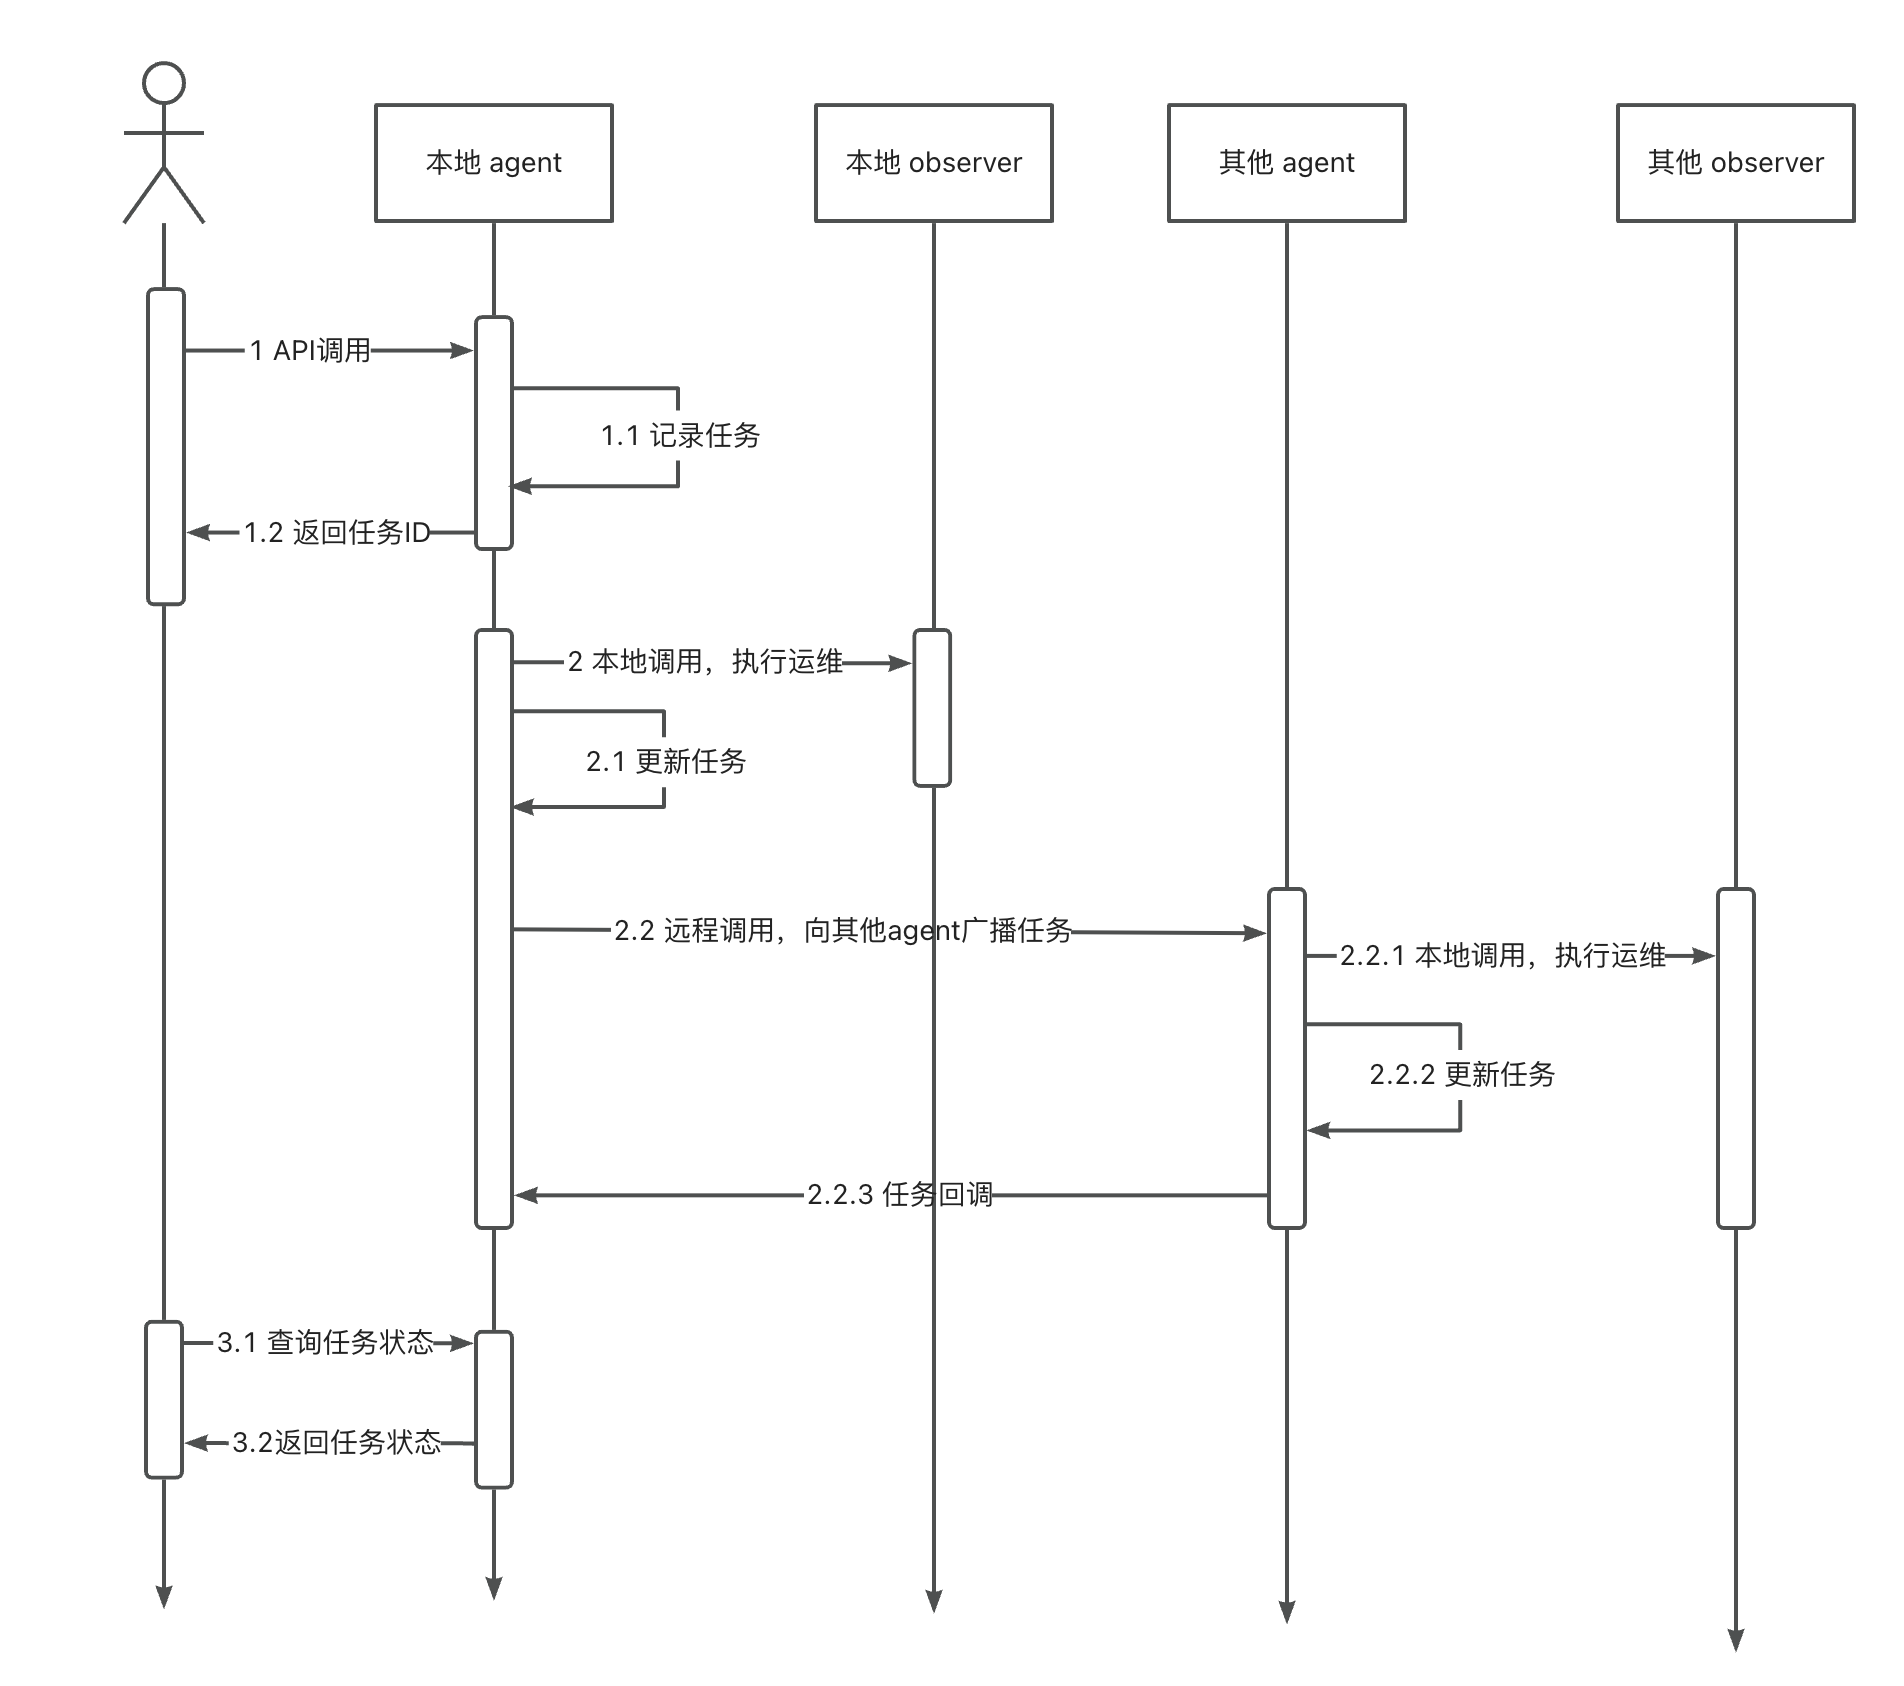 本地 agent
本地 observer
其他 agent
其他 observer
1 API调用
1.1 记录任务
1.2 返回任务ID
2 本地调用，执行运维
2.1 更新任务
2.2 远程调用，向其他agent广播任务
2.2.1 本地调用，执行运维
2.2.2 更新任务
2.2.3 任务回调
3.1 查询任务状态
3.2返回任务状态